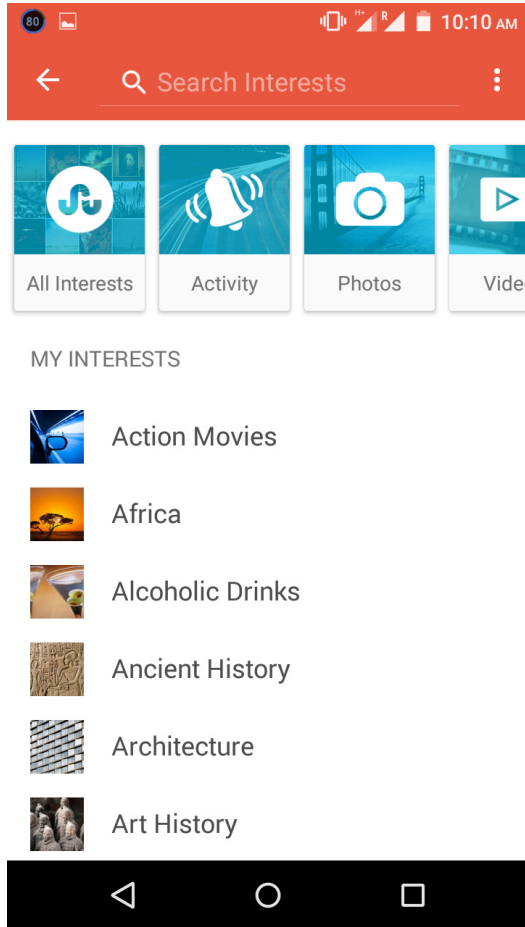 80
H+
R
10:10 AM
Search Interests
All Interests
Activity
Photos
Vide
MY INTERESTS
Action Movies
Africa
Alcoholic Drinks
Ancient History
Architecture
Art History